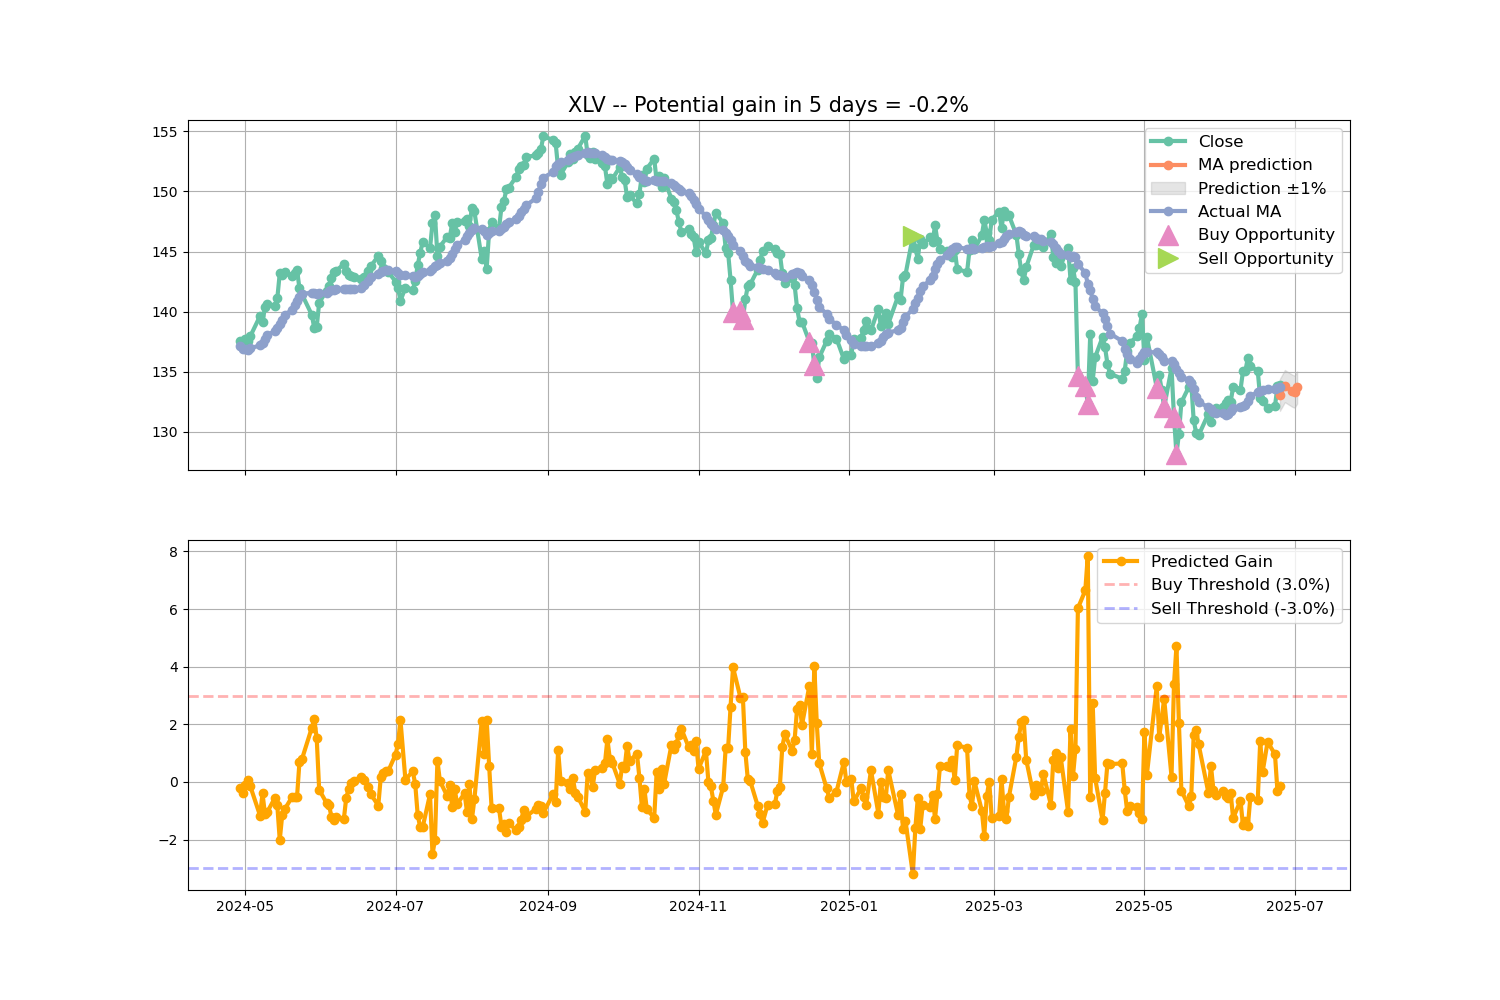 XLV -- Potential gain in 5 days = -0.2%
155
150
145
140
135
130
Close
MA prediction
Prediction ±1%
Actual MA
Buy Opportunity
Sell Opportunity
8
6
4
2
0
−2
Predicted Gain
Buy Threshold (3.0%)
Sell Threshold (-3.0%)
2024-05
2024-07
2024-09
2024-11
2025-01
2025-03
2025-05
2025-07